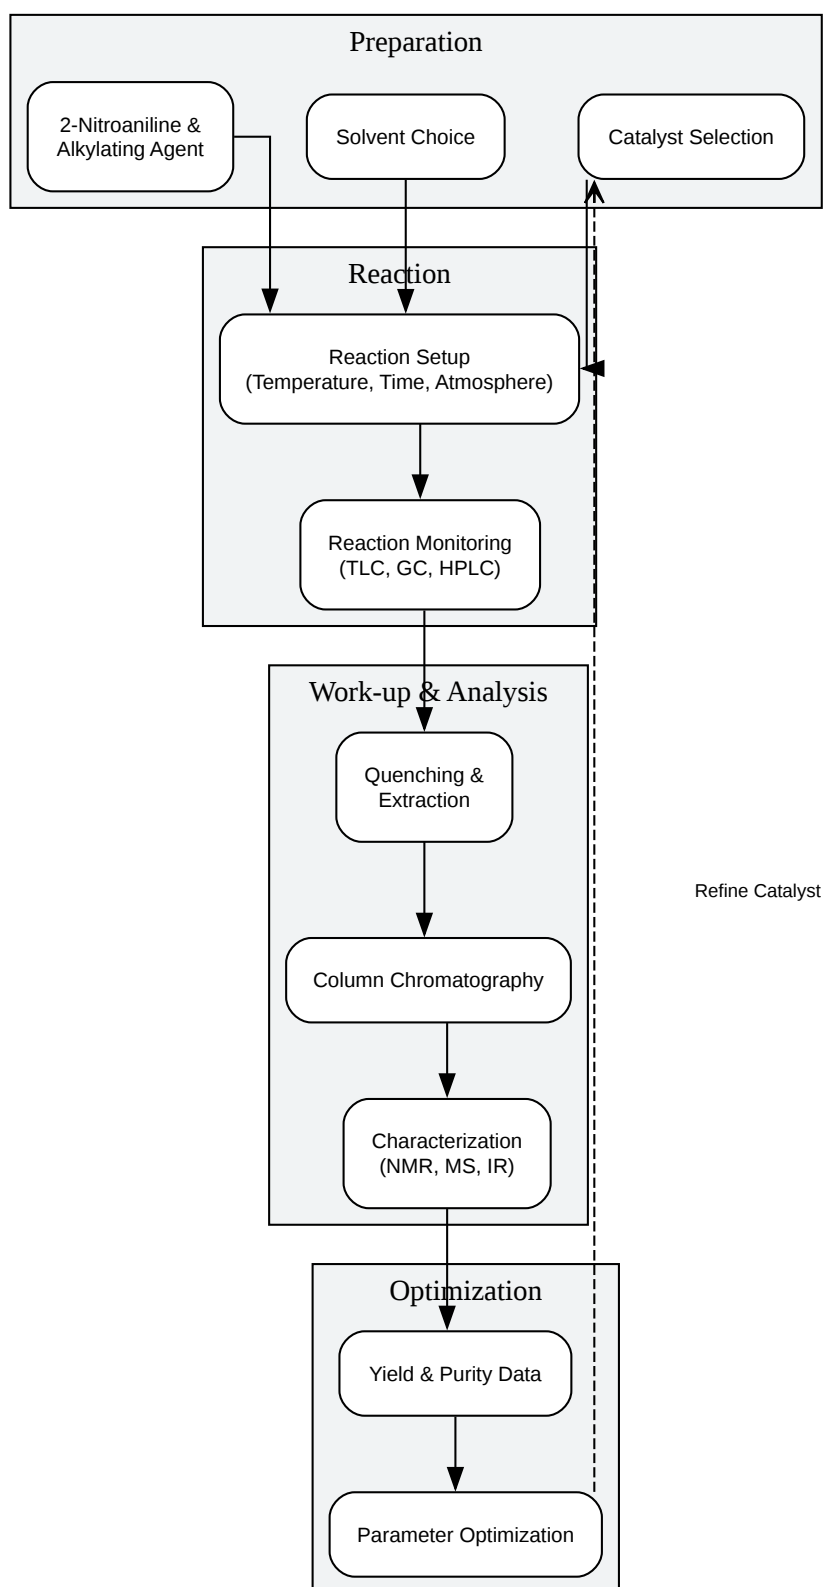 Preparation
2-Nitroaniline &
Alkylating Agent
Solvent Choice
Catalyst Selection
Reaction
Reaction Setup
(Temperature, Time, Atmosphere)
Reaction Monitoring
(TLC, GC, HPLC)
Work-up & Analysis
Quenching &
Extraction
Refine Catalyst
Column Chromatography
Characterization
(NMR, MS, IR)
Optimization
Yield & Purity Data
Parameter Optimization